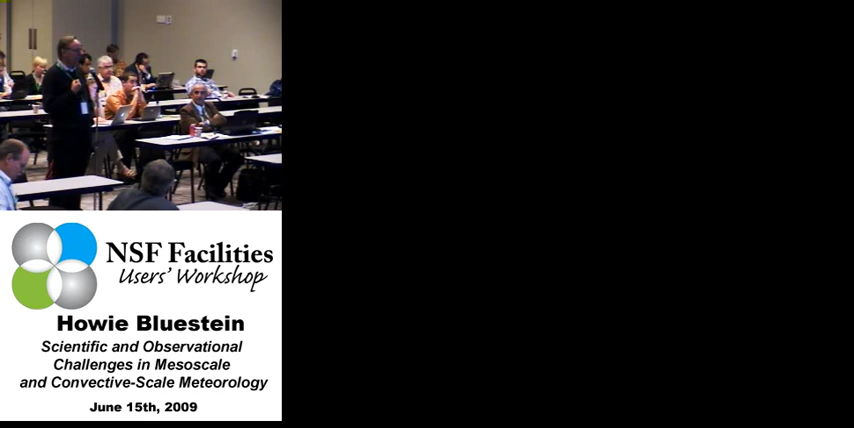 NSF Facilities
Users' Workshop
Howie Bluestein
Scientific and Observational
Challenges in Mesoscale
and Convective-Scale Meteorology
June 15th, 2009